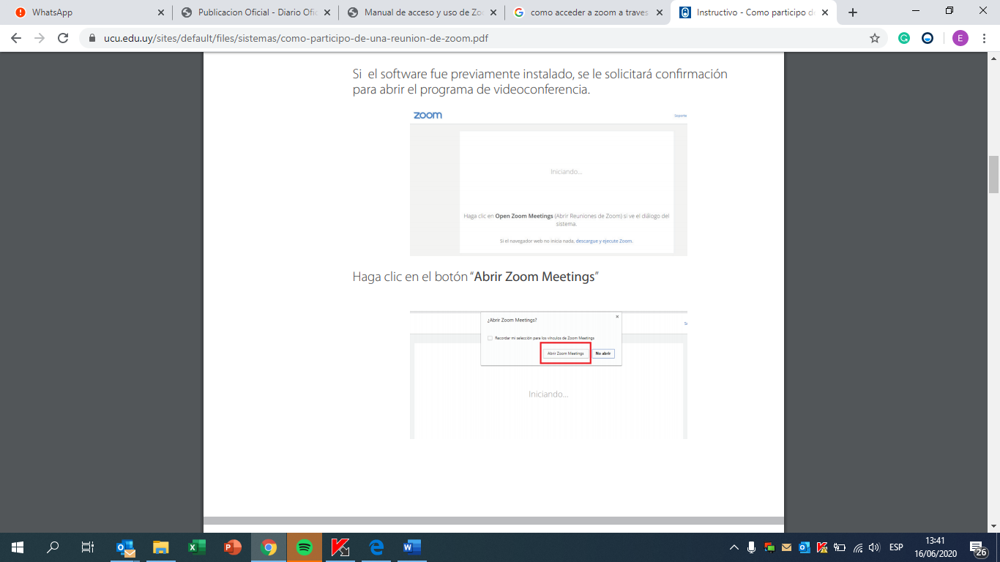 WhatsApp
Publicacion Oficial - Diario Ofic
Manual de acceso y uso de Zo
como acceder a zoom a traves
Instructivo - Como participo d
ucu.edu.uy/sites/default/files/sistemas/como-participo-de-una-reunion-de-zoom.pdf
E
Si el software fue previamente instalado, se le solicitará confirmación
para abrir el programa de videoconferencia.
zoom
Soporte
Iniciando...
Haga clic en Open Zoom Meetings (Abrir Reuniones de Zoom) si ve el diálogo del
sistema.
Si el navegador web no inicia nada, descargue y ejecute Zoom.
Haga clic en el botón “Abrir Zoom Meetings”
¿Abrir Zoom Meetings?
Recordar mi selección para los vínculos de Zoom Meetings
Abrir Zoom Meetings
No abrir
Iniciando...
ESP
13:41
16/06/2020
26